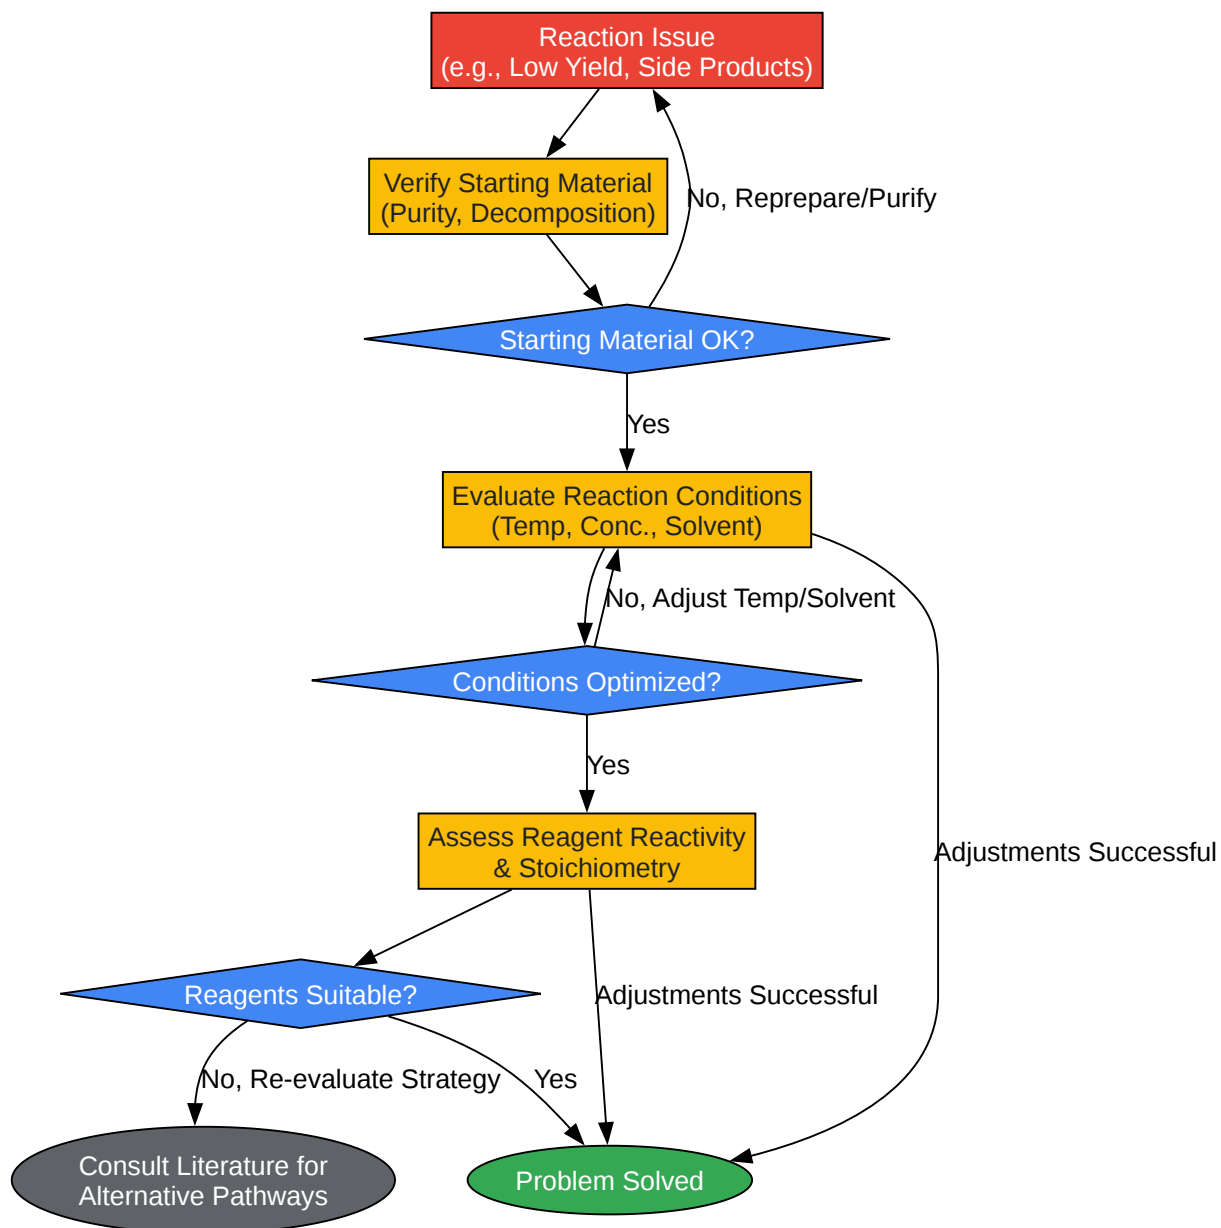 Reaction Issue
(e.g., Low Yield, Side Products)
Verify Starting Material
(Purity, Decomposition)
No, Reprepare/Purify
Starting Material OK?
Yes
Evaluate Reaction Conditions
(Temp, Conc., Solvent)
No, Adjust Temp/Solvent
Conditions Optimized?
Yes
Assess Reagent Reactivity
& Stoichiometry
Adjustments Successful
Reagents Suitable?
Adjustments Successful
No, Re-evaluate Strategy
Yes
Consult Literature for
Alternative Pathways
Problem Solved